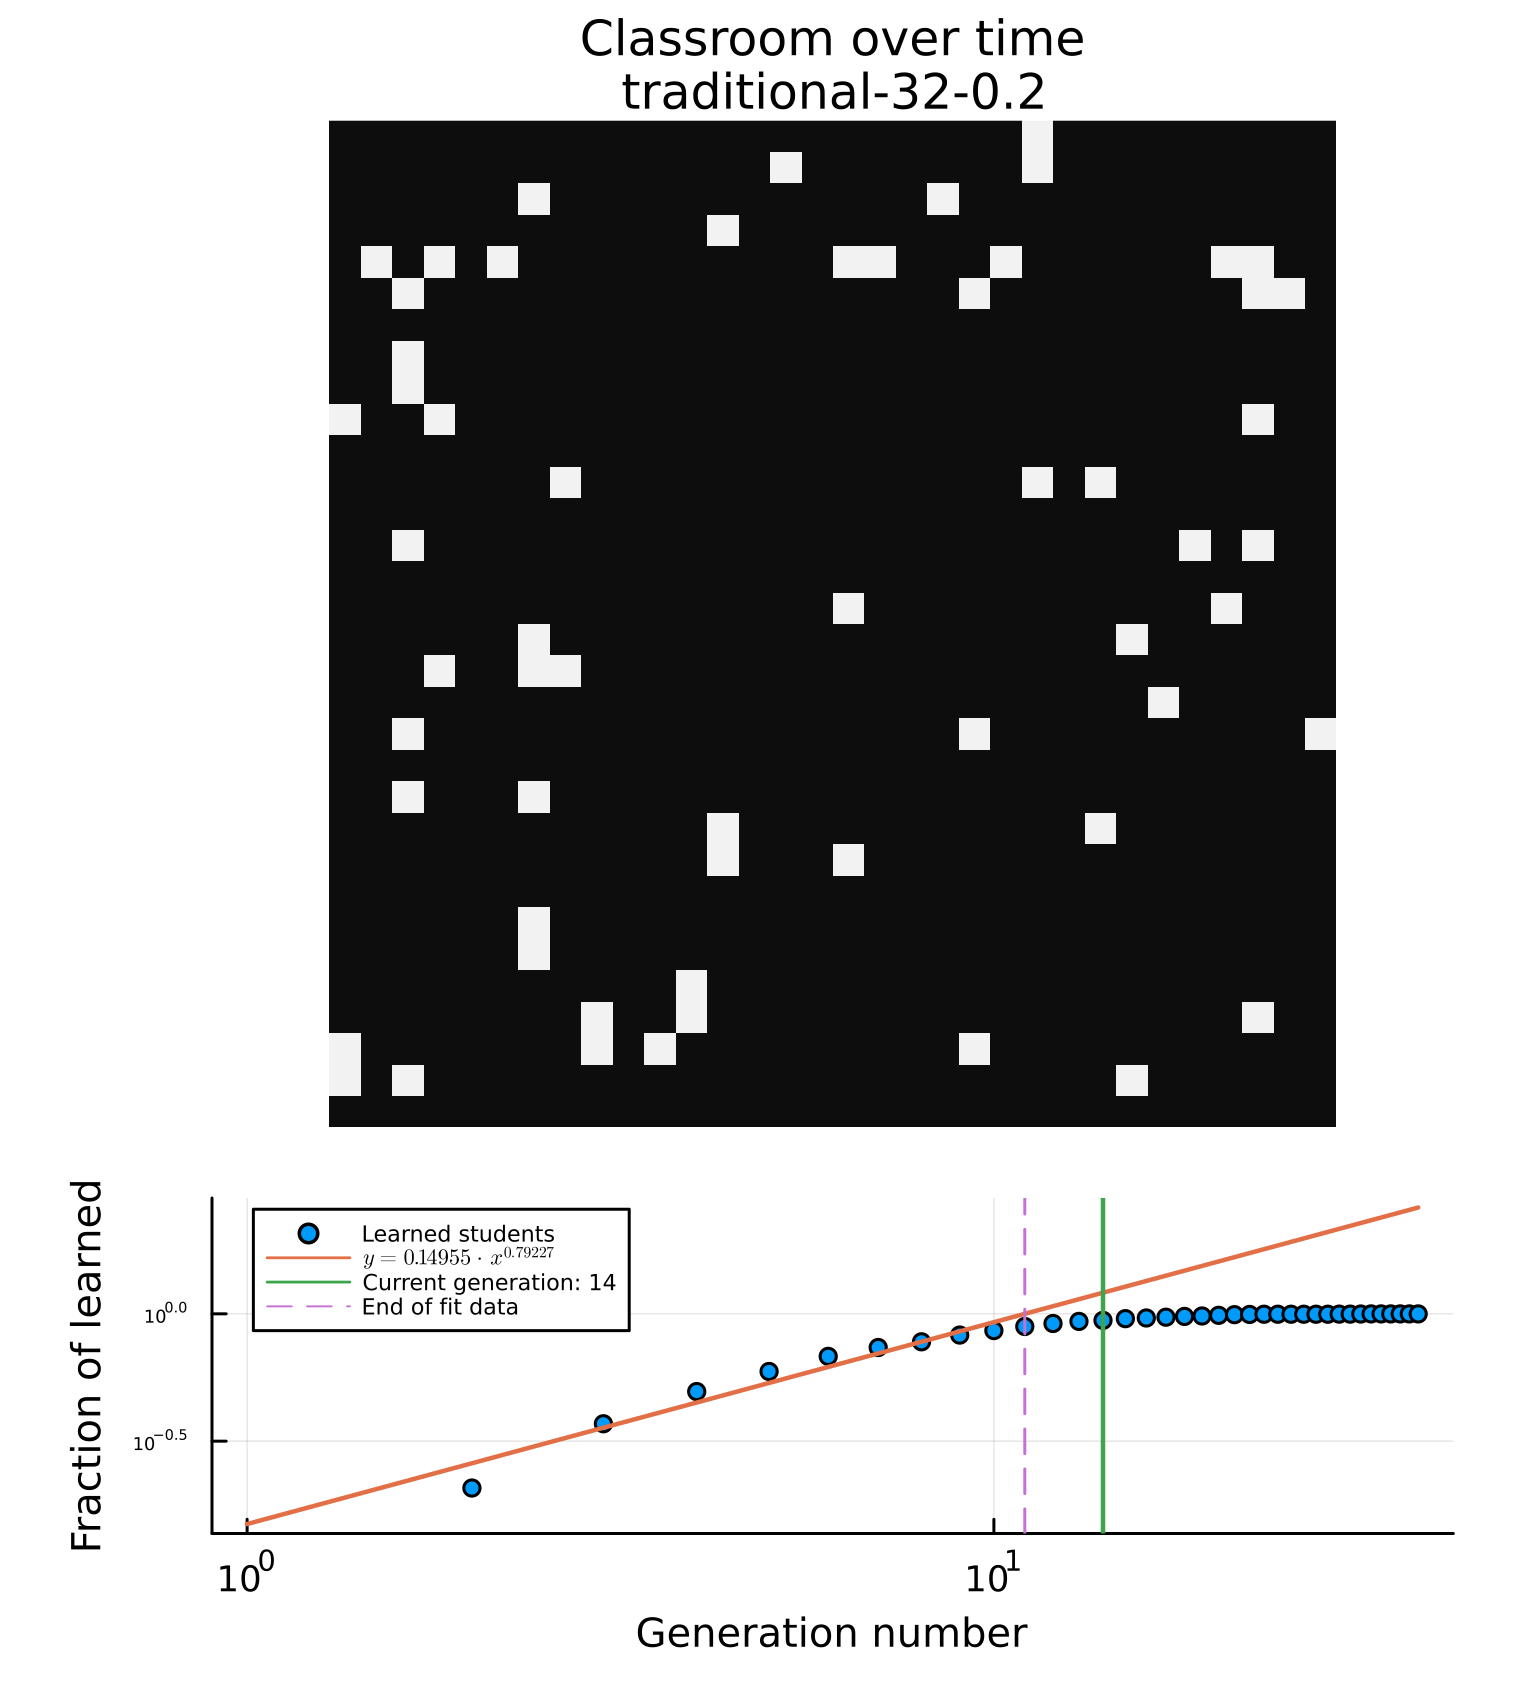 Classroom over time
traditional-32-0.2
Fraction of learned
Learned students
y = 0.14955 · x^0.79227
Current generation: 14
End of fit data
10^0.0
10^−0.5
10^0
10^1
Generation number